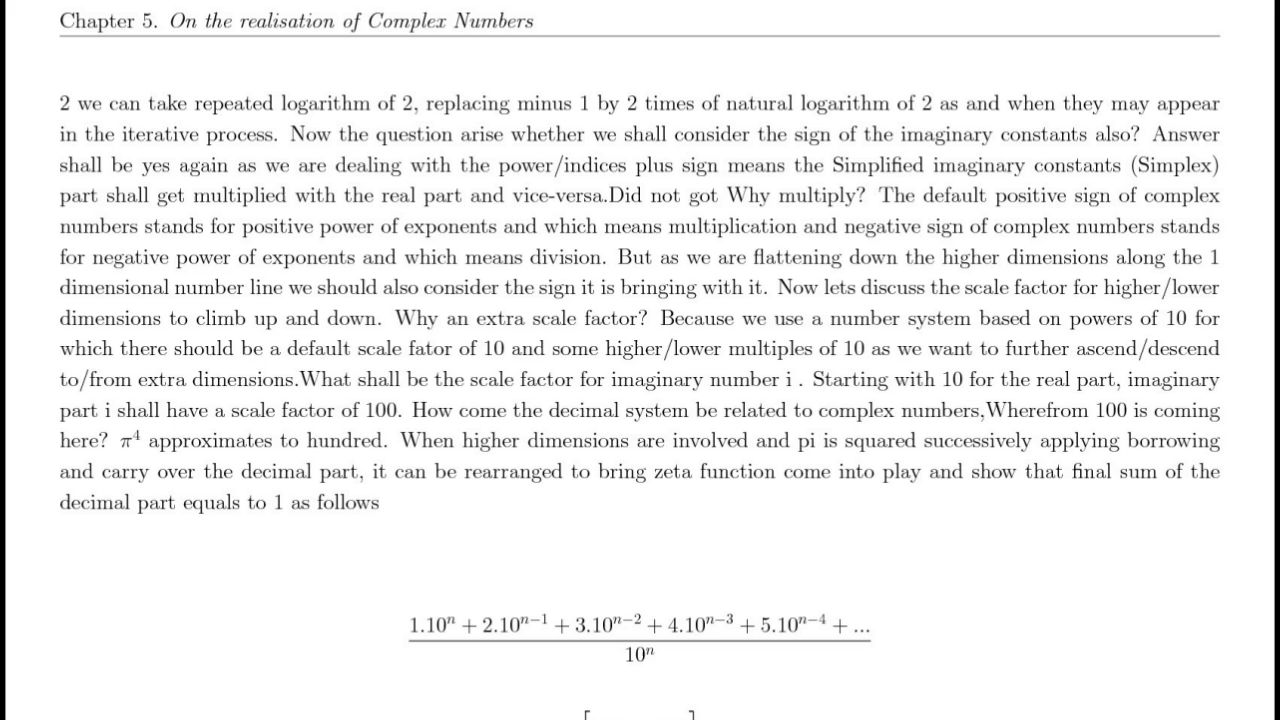 Chapter 5. On the realisation of Complex Numbers
2 we can take repeated logarithm of 2, replacing minus 1 by 2 times of natural logarithm of 2 as and when they may appear
in the iterative process. Now the question arise whether we shall consider the sign of the imaginary constants also? Answer
shall be yes again as we are dealing with the power/indices plus sign means the Simplified imaginary constants (Simplex)
part shall get multiplied with the real part and vice-versa.Did not got Why multiply? The default positive sign of complex
numbers stands for positive power of exponents and which means multiplication and negative sign of complex numbers stands
for negative power of exponents and which means division. But as we are flattening down the higher dimensions along the 1
dimensional number line we should also consider the sign it is bringing with it. Now lets discuss the scale factor for higher/lower
dimensions to climb up and down. Why an extra scale factor? Because we use a number system based on powers of 10 for
which there should be a default scale fator of 10 and some higher/lower multiples of 10 as we want to further ascend/descend
to/from extra dimensions.What shall be the scale factor for imaginary number i . Starting with 10 for the real part, imaginary
part i shall have a scale factor of 100. How come the decimal system be related to complex numbers,Wherefrom 100 is coming
here? π⁴ approximates to hundred. When higher dimensions are involved and pi is squared successively applying borrowing
and carry over the decimal part, it can be rearranged to bring zeta function come into play and show that final sum of the
decimal part equals to 1 as follows
1.10ⁿ + 2.10ⁿ⁻¹ + 3.10ⁿ⁻² + 4.10ⁿ⁻³ + 5.10ⁿ⁻⁴ + ...
10ⁿ